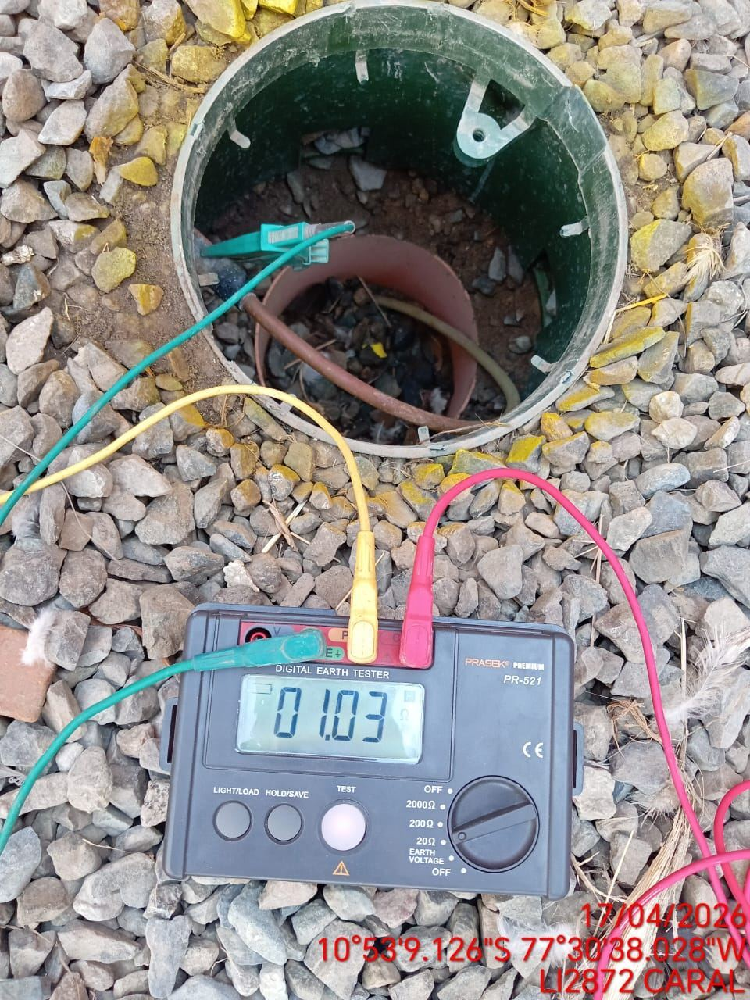 V
P
E
DIGITAL EARTH TESTER
PRASEK® PREMIUM
PR-521
01.03
Ω
CE
LIGHT/LOAD HOLD/SAVE TEST
OFF
2000Ω
200Ω
20Ω
EARTH
VOLTAGE
OFF
17/04/2026
10°53'9.126"S 77°30'38.028"W
LI2872 CARAL